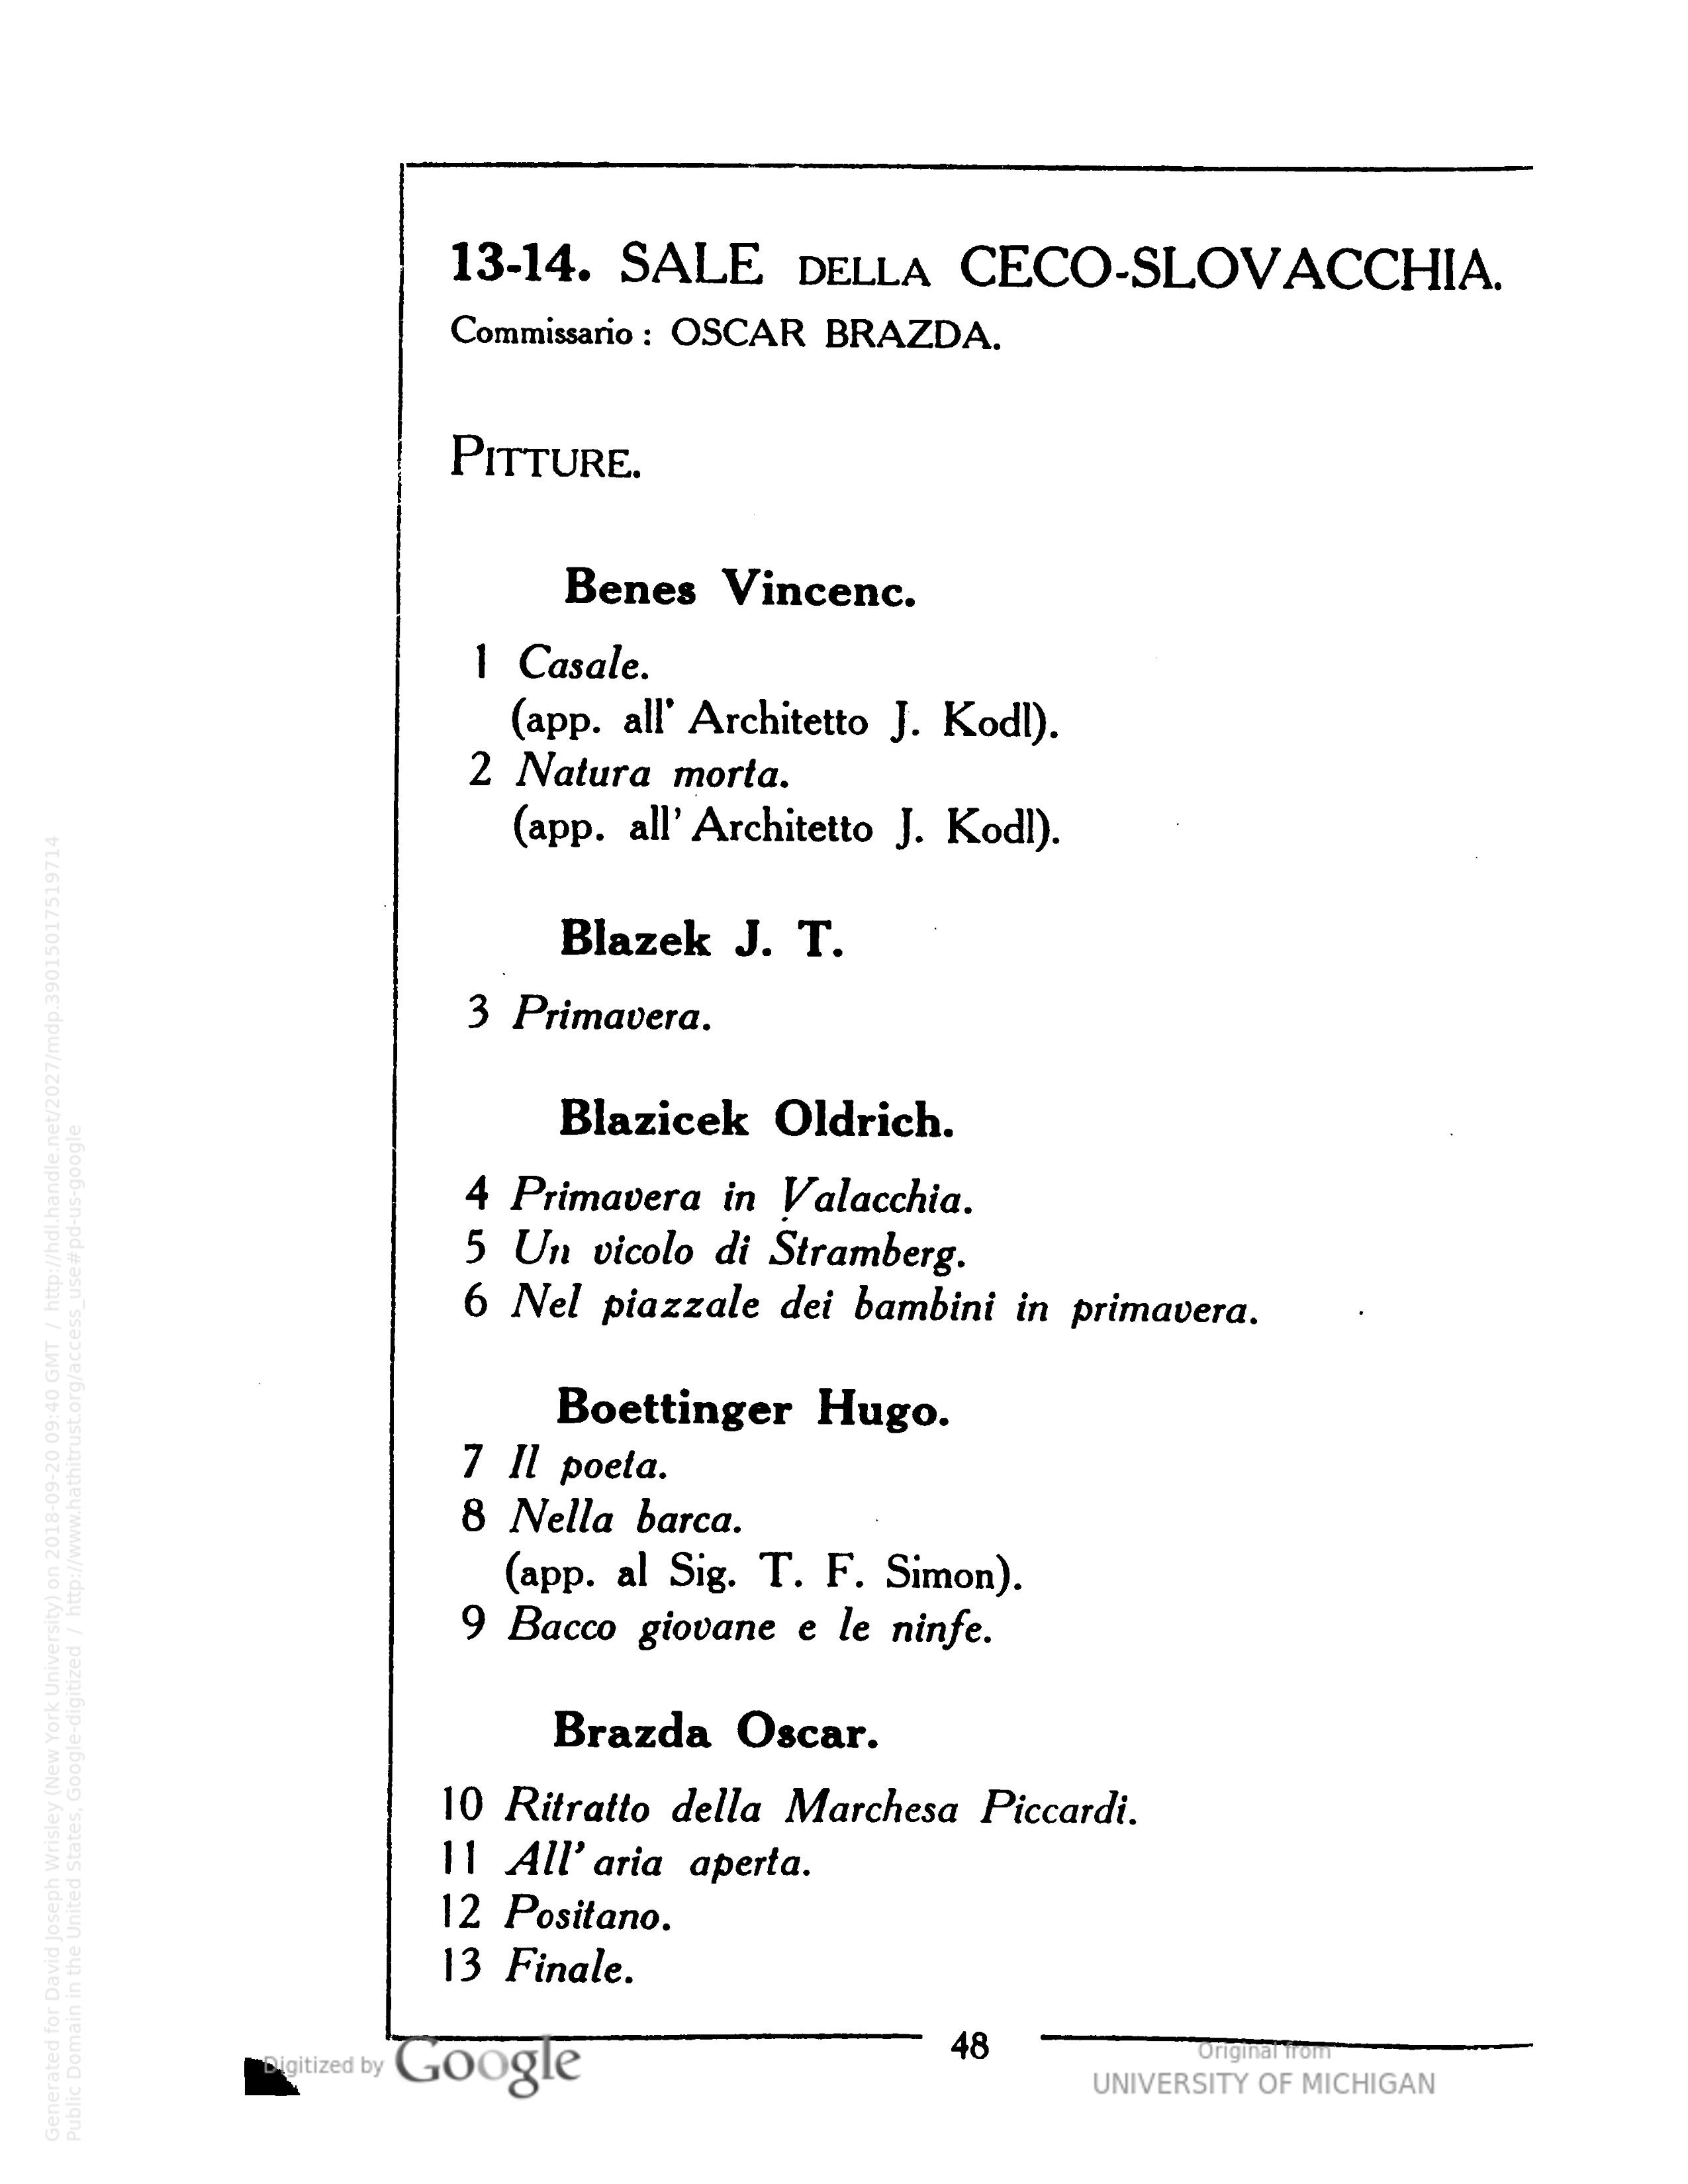 13-14. SALE DELLA CECO-SLOVACCHIA.
Commissario : OSCAR BRAZDA.
PITTURE.
Benes Vincenc.
1 Casale.
(app. all' Architetto J. Kodl).
2 Natura morta.
(app. all' Architetto J. Kodl).
Blazek J. T.
3 Primavera.
Blazicek Oldrich.
4 Primavera in Valacchia.
5 Un vicolo di Stramberg.
6 Nel piazzale dei bambini in primavera.
Boettinger Hugo.
7 Il poeta.
8 Nella barca.
(app. al Sig. T. F. Simon).
9 Bacco giovane e le ninfe.
Brazda Oscar.
10 Ritratto della Marchesa Piccardi.
11 All' aria aperta.
12 Positano.
13 Finale.
48
Digitized by Google
Original from
UNIVERSITY OF MICHIGAN
Generated for David Joseph Wrisley (New York University) on 2018-09-20 09:40 GMT / http://hdl.handle.net/2027/mdp.39015017519714
Public Domain in the United States, Google-digitized / http://www.hathitrust.org/access_use#pd-us-google